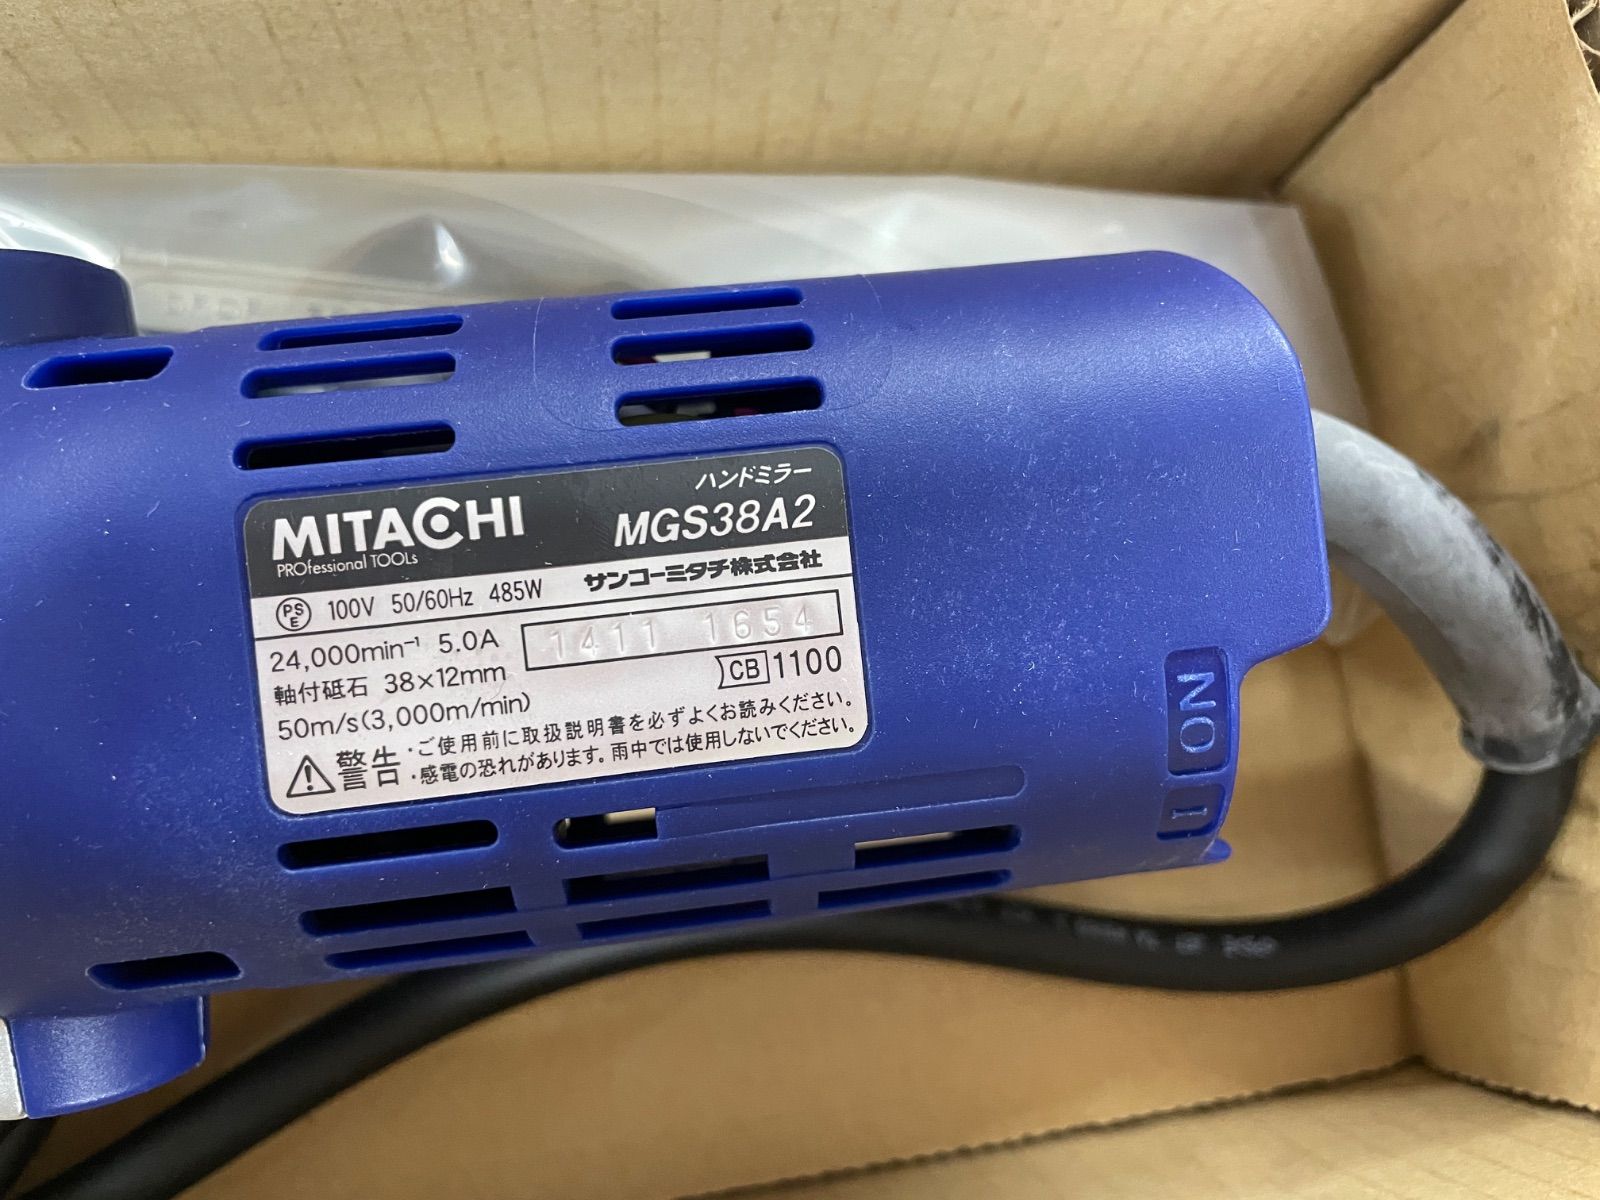 ハンドミラー
MITACHI MGS38A2
PROfessional TOOLs
サンコーミタチ株式会社
PSE 100V 50/60Hz 485W
24,000min⁻¹ 5.0A
1411 1654
軸付砥石 38×12mm
CB 1100
50m/s(3,000m/min)
警告
・ご使用前に取扱説明書を必ずよくお読みください。
・感電の恐れがあります。雨中では使用しないでください。
ON
I